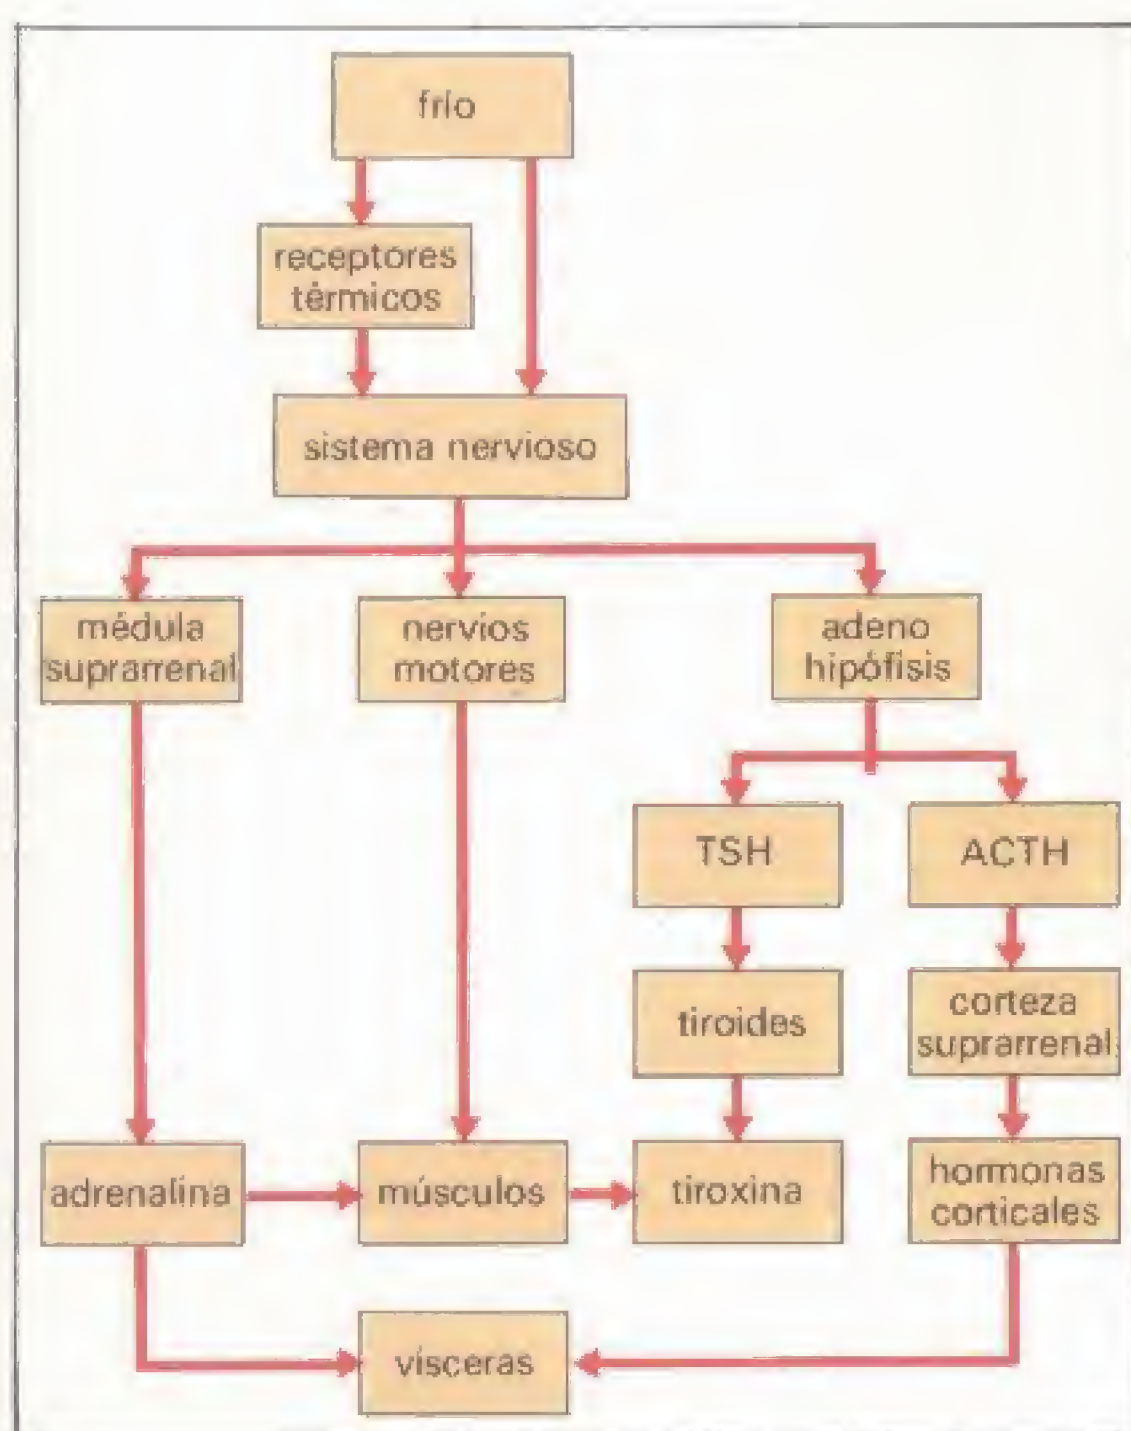 frío
receptores
térmicos
sistema nervioso
médula
suprarrenal
nervios
motores
adeno
hipófisis
TSH
ACTH
tiroides
corteza
suprarrenal
adrenalina
músculos
tiroxina
hormonas
corticales
vísceras